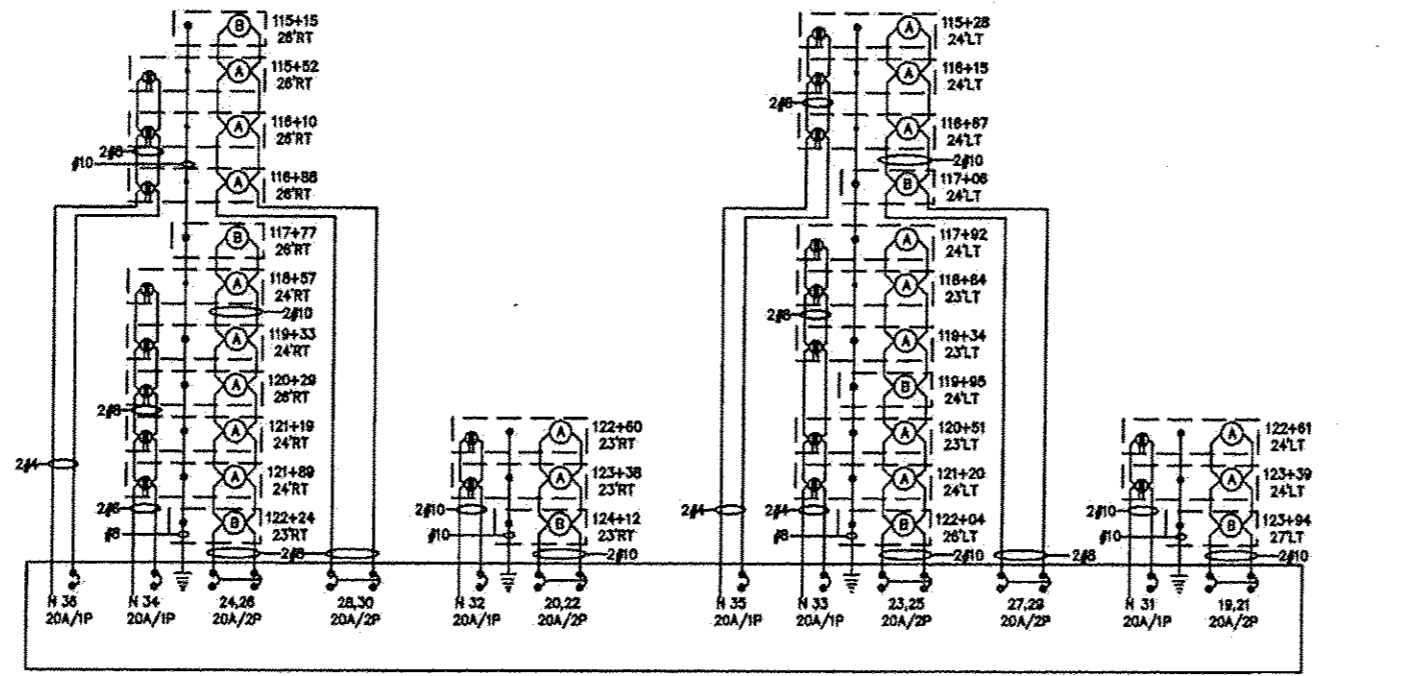 B 115+15
26'RT
A 115+52
26'RT
A 116+10
26'RT
2#8
#10
A 116+88
26'RT
B 117+77
26'RT
A 118+57
24'RT
2#10
A 119+33
24'RT
A 120+29
26'RT
2#8
A 121+19
24'RT
2#4
A 121+89
24'RT
2#6
#8
B 122+24
23'RT
2#8
A 122+60
23'RT
A 123+38
23'RT
2#10
#10
B 124+12
23'RT
2#10
A 115+28
24'LT
A 116+15
24'LT
2#8
A 116+67
24'LT
2#10
B 117+06
24'LT
A 117+92
24'LT
A 118+64
23'LT
2#8
A 119+34
23'LT
B 119+95
24'LT
A 120+51
23'LT
A 121+20
24'LT
2#4
2#4
#8
B 122+04
26'LT
2#10
2#8
A 122+61
24'LT
A 123+39
24'LT
2#10
#10
B 123+94
27'LT
2#10
N 36 N 34 24,26 28,30 N 32 20,22 N 35 N 33 23,25 27,29 N 31 19,21
20A/1P 20A/1P 20A/2P 20A/2P 20A/1P 20A/2P 20A/1P 20A/1P 20A/2P 20A/2P 20A/1P 20A/2P